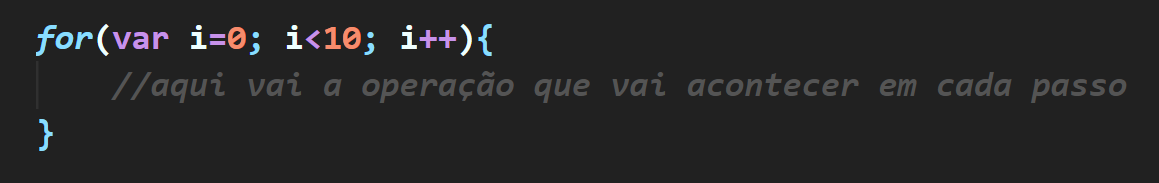 for(var i=0; i<10; i++){
//aqui vai a operação que vai acontecer em cada passo
}